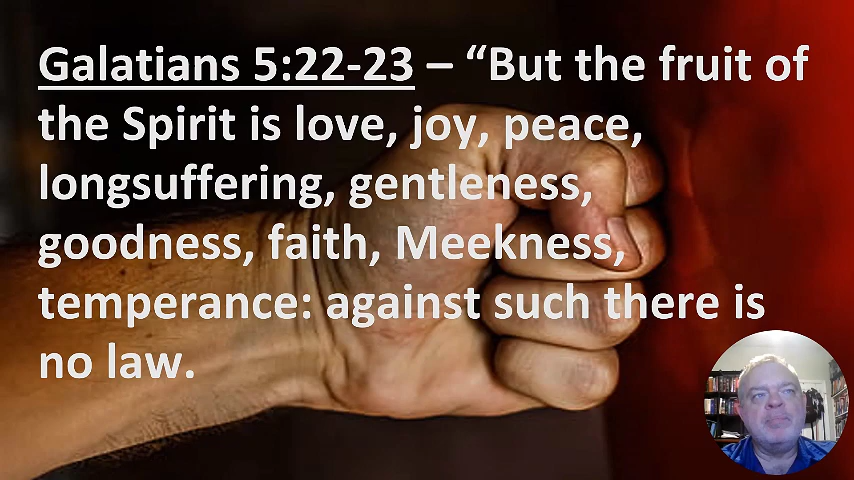 Galatians 5:22-23 – “But the fruit of
the Spirit is love, joy, peace,
longsuffering, gentleness,
goodness, faith, Meekness,
temperance: against such there is
no law.